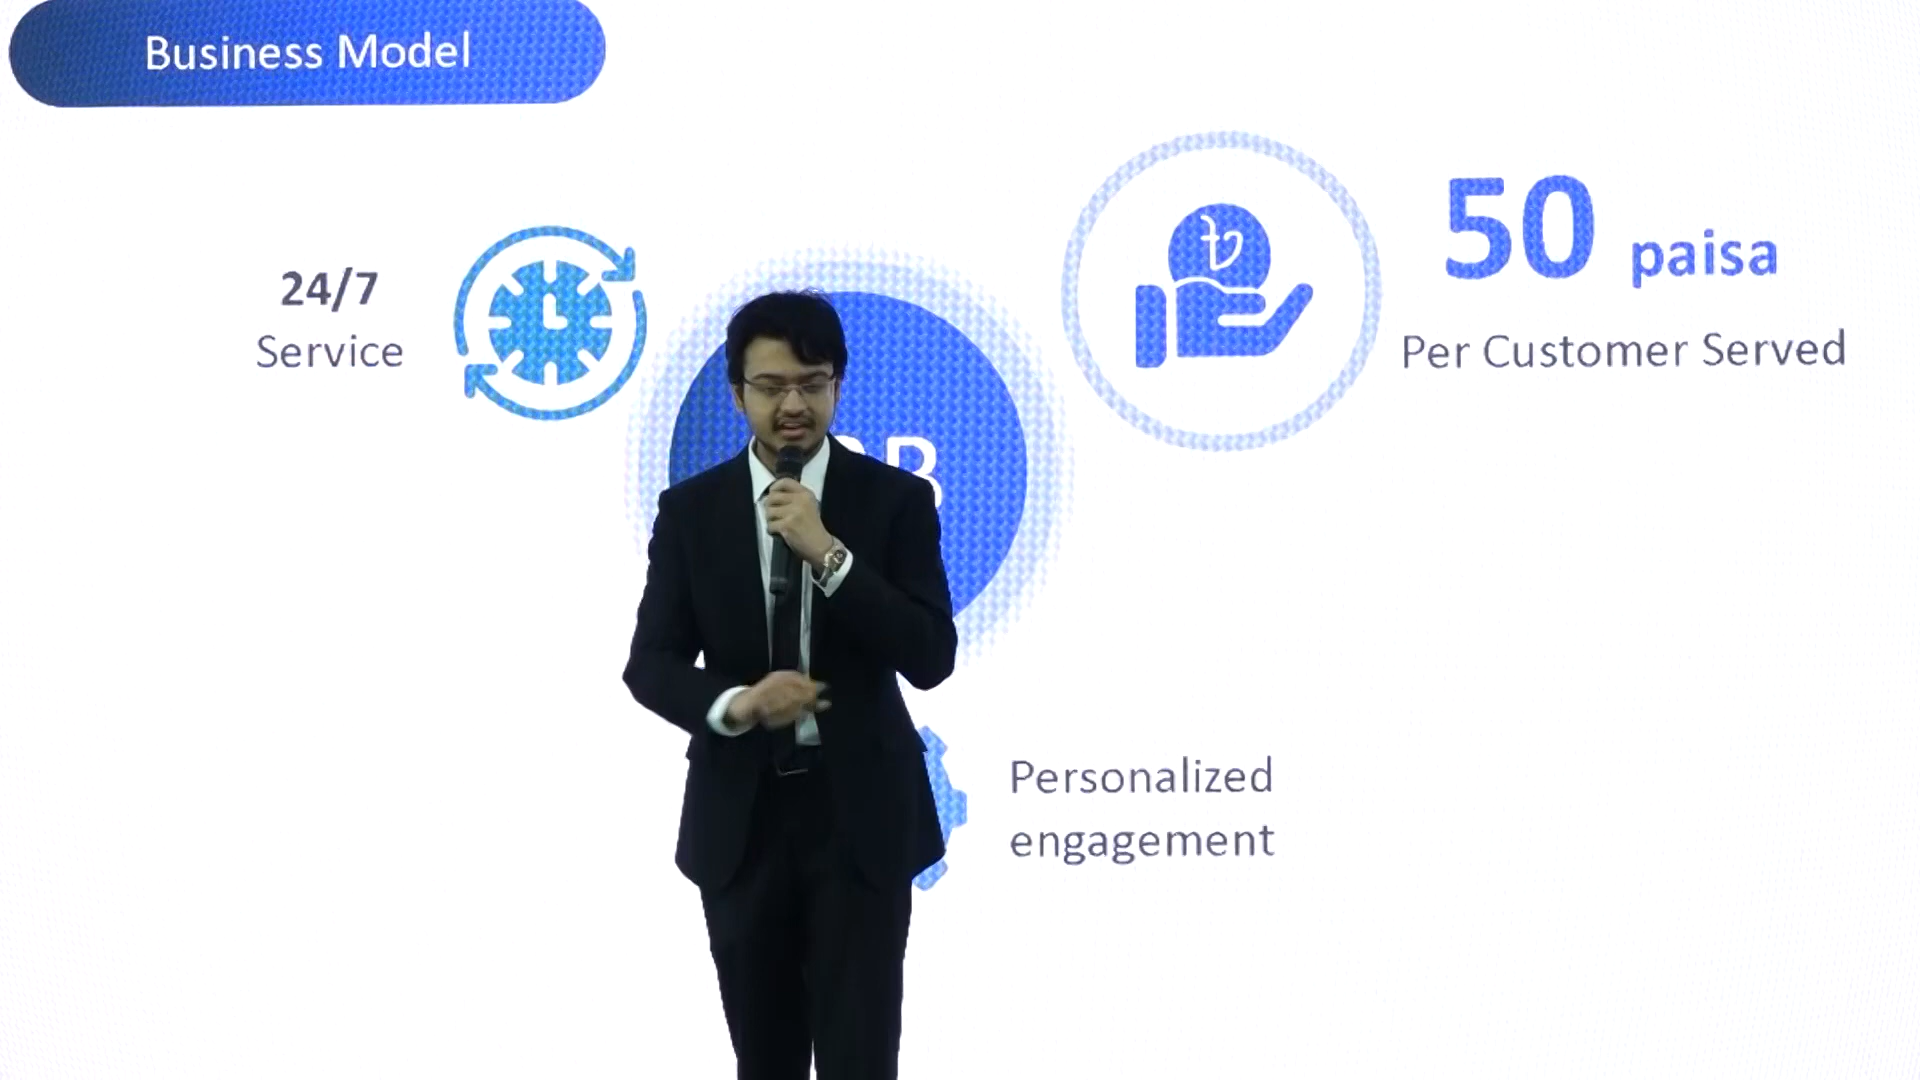 Business Model
24/7
Service
50 paisa
Per Customer Served
৳
Personalized
engagement